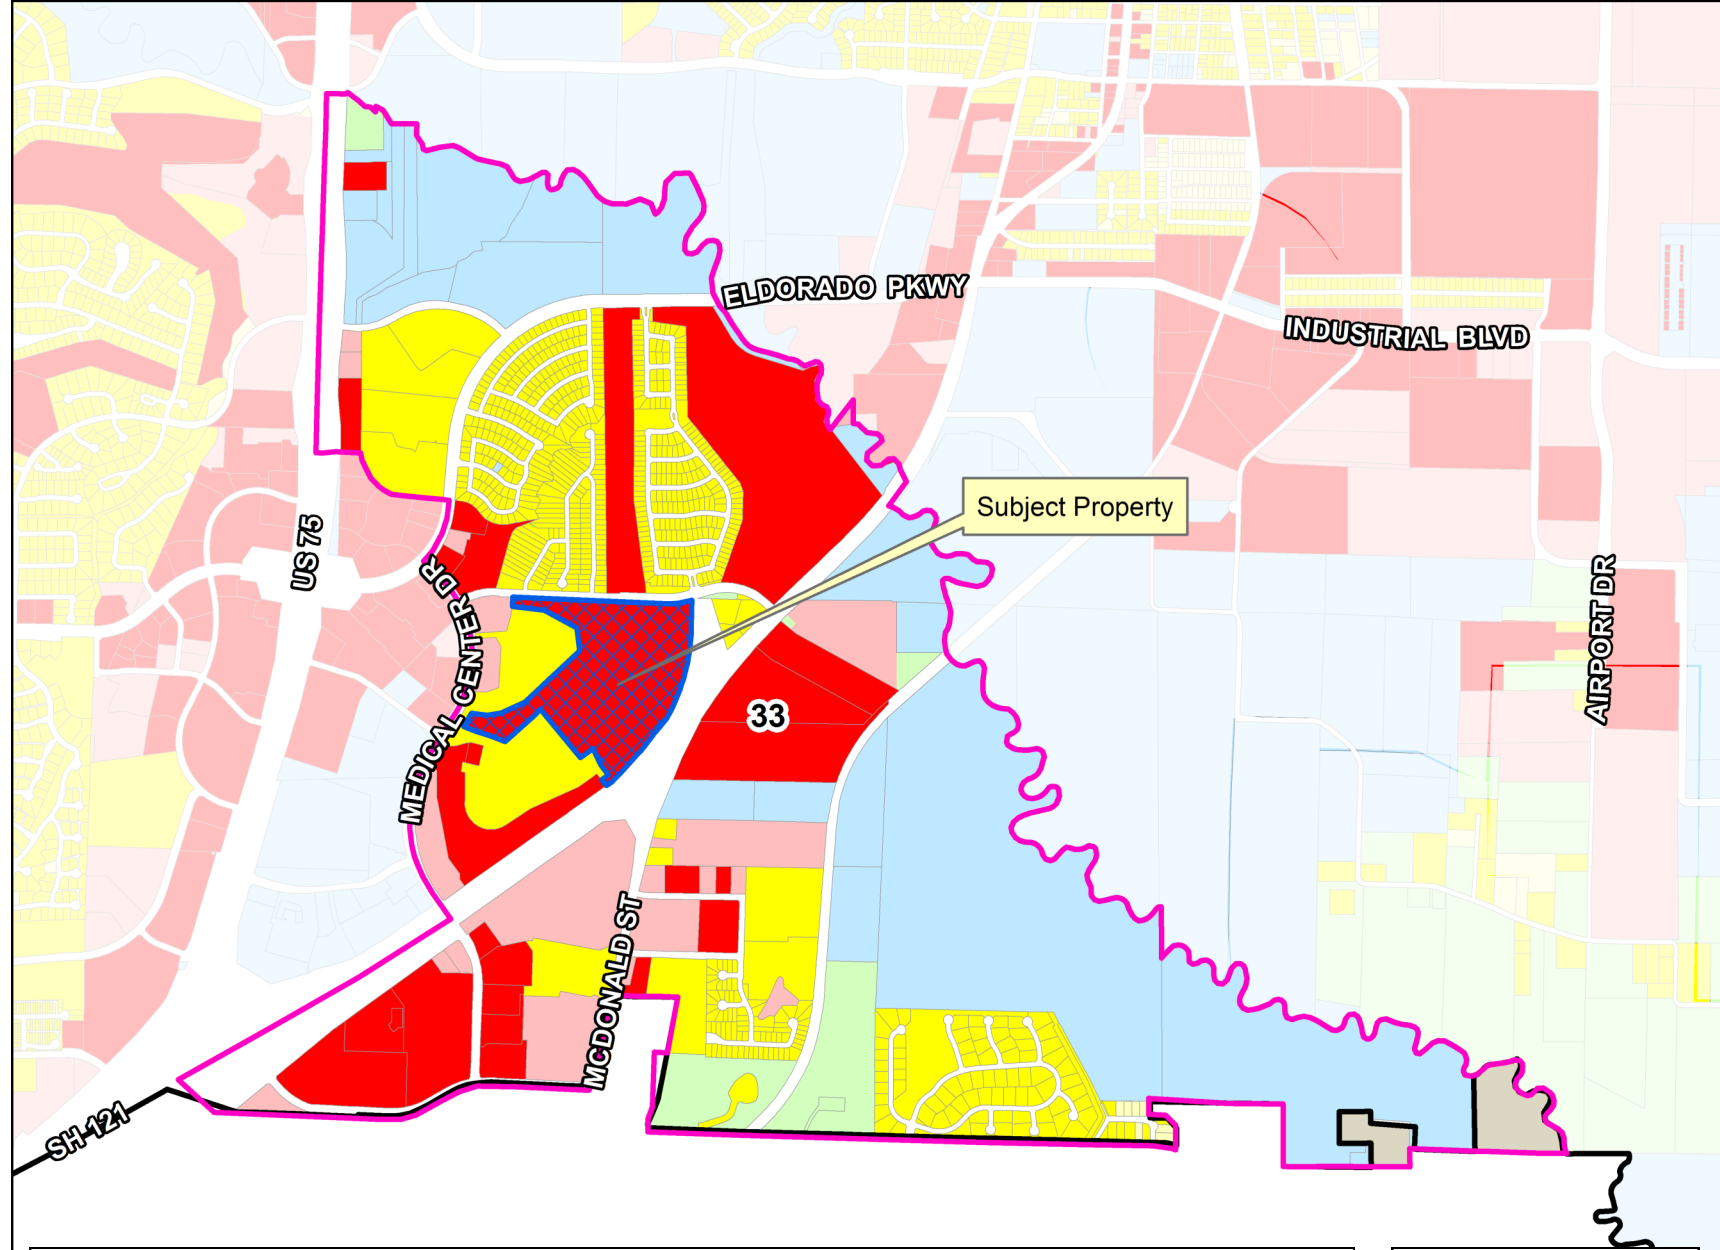 ELDORADO PKWY
INDUSTRIAL BLVD
Subject Property
US 75
MEDICAL CENTER DR
AIRPORT DR
33
MCDONALD ST
SH 121